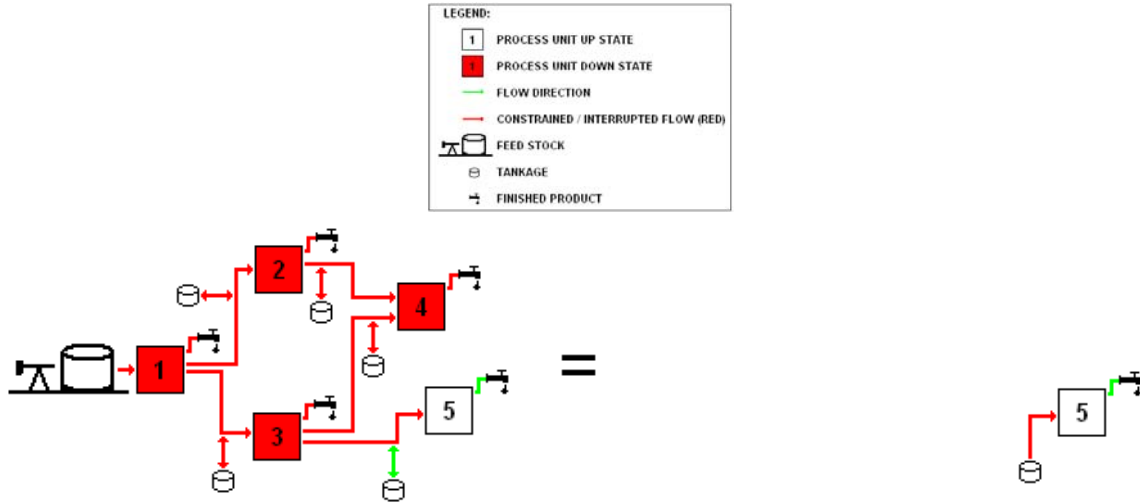 LEGEND:
1 PROCESS UNIT UP STATE
1 PROCESS UNIT DOWN STATE
FLOW DIRECTION
CONSTRAINED / INTERRUPTED FLOW (RED)
FEED STOCK
TANKAGE
FINISHED PRODUCT
2
4
1
=
5
3
5